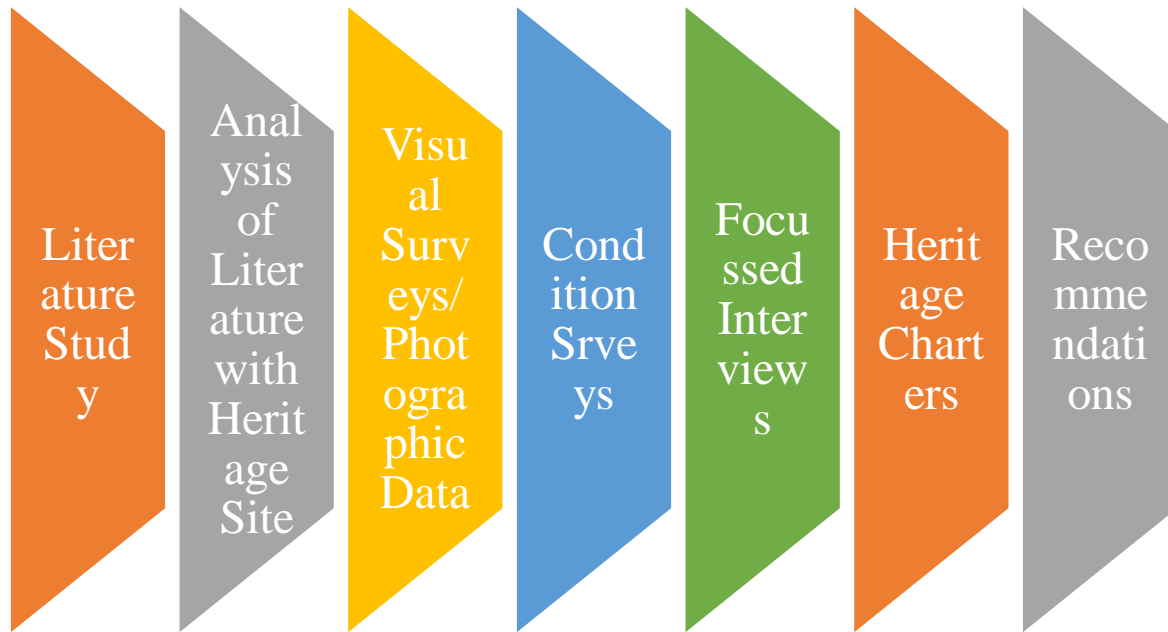 Liter
ature
Stud
y
Anal
ysis
of
Liter
ature
with
Herit
age
Site
Visu
al
Surv
eys/
Phot
ogra
phic
Data
Cond
ition
Srve
ys
Focu
ssed
Inter
view
s
Herit
age
Chart
ers
Reco
mme
ndati
ons